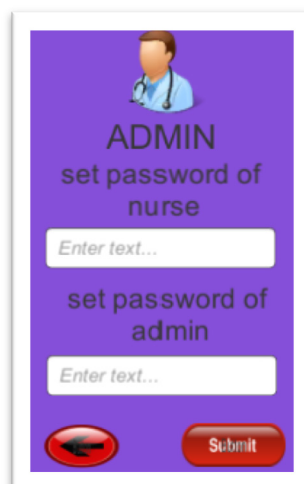 ADMIN
set password of
nurse
Enter text...
set password of
admin
Enter text...
Submit